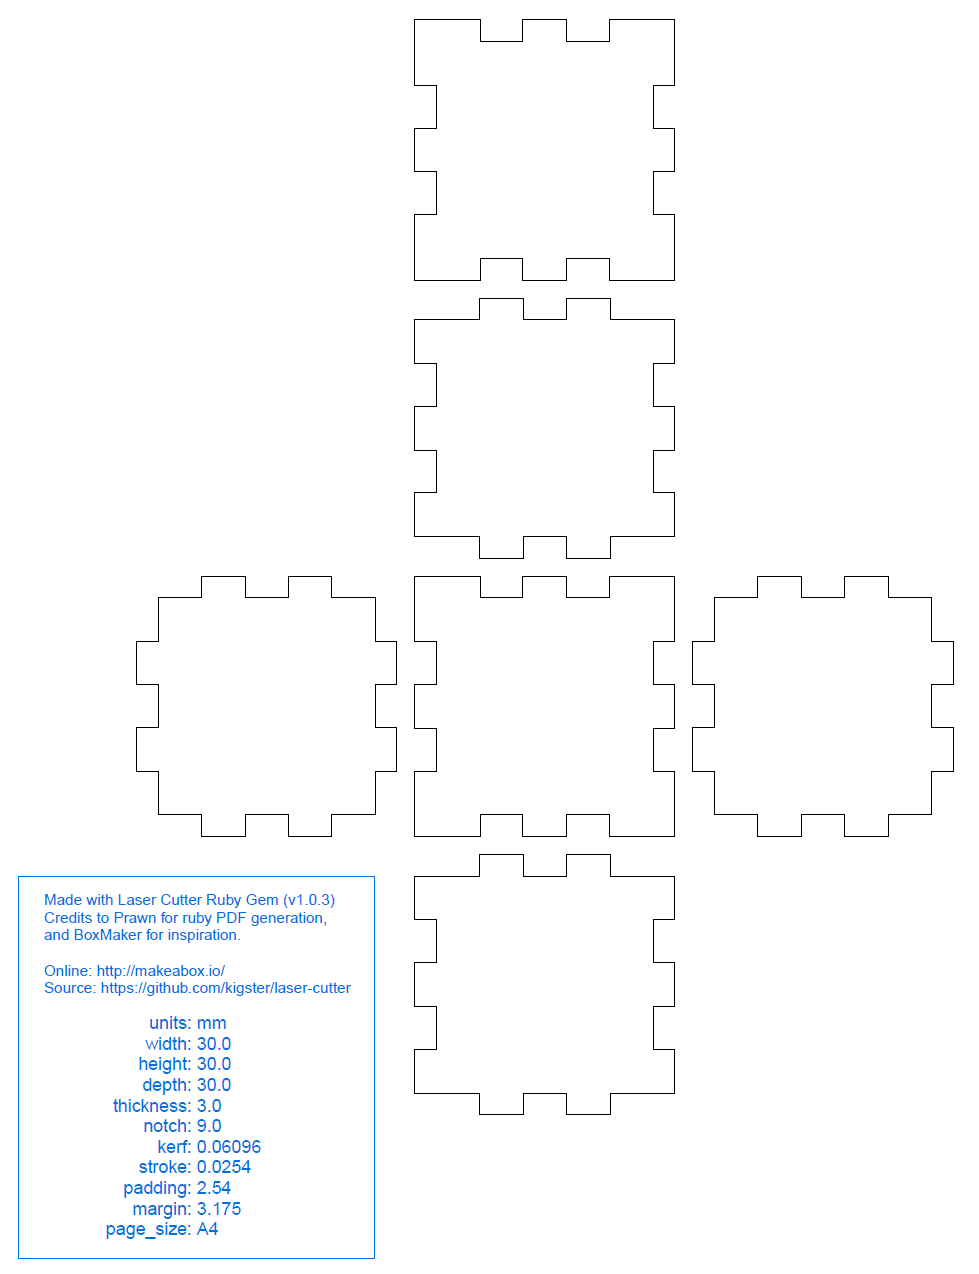 Made with Laser Cutter Ruby Gem (v1.0.3)
Credits to Prawn for ruby PDF generation,
and BoxMaker for inspiration.
Online: http://makeabox.io/
Source: https://github.com/kigster/laser-cutter
units: mm
width: 30.0
height: 30.0
depth: 30.0
thickness: 3.0
notch: 9.0
kerf: 0.06096
stroke: 0.0254
padding: 2.54
margin: 3.175
page_size: A4